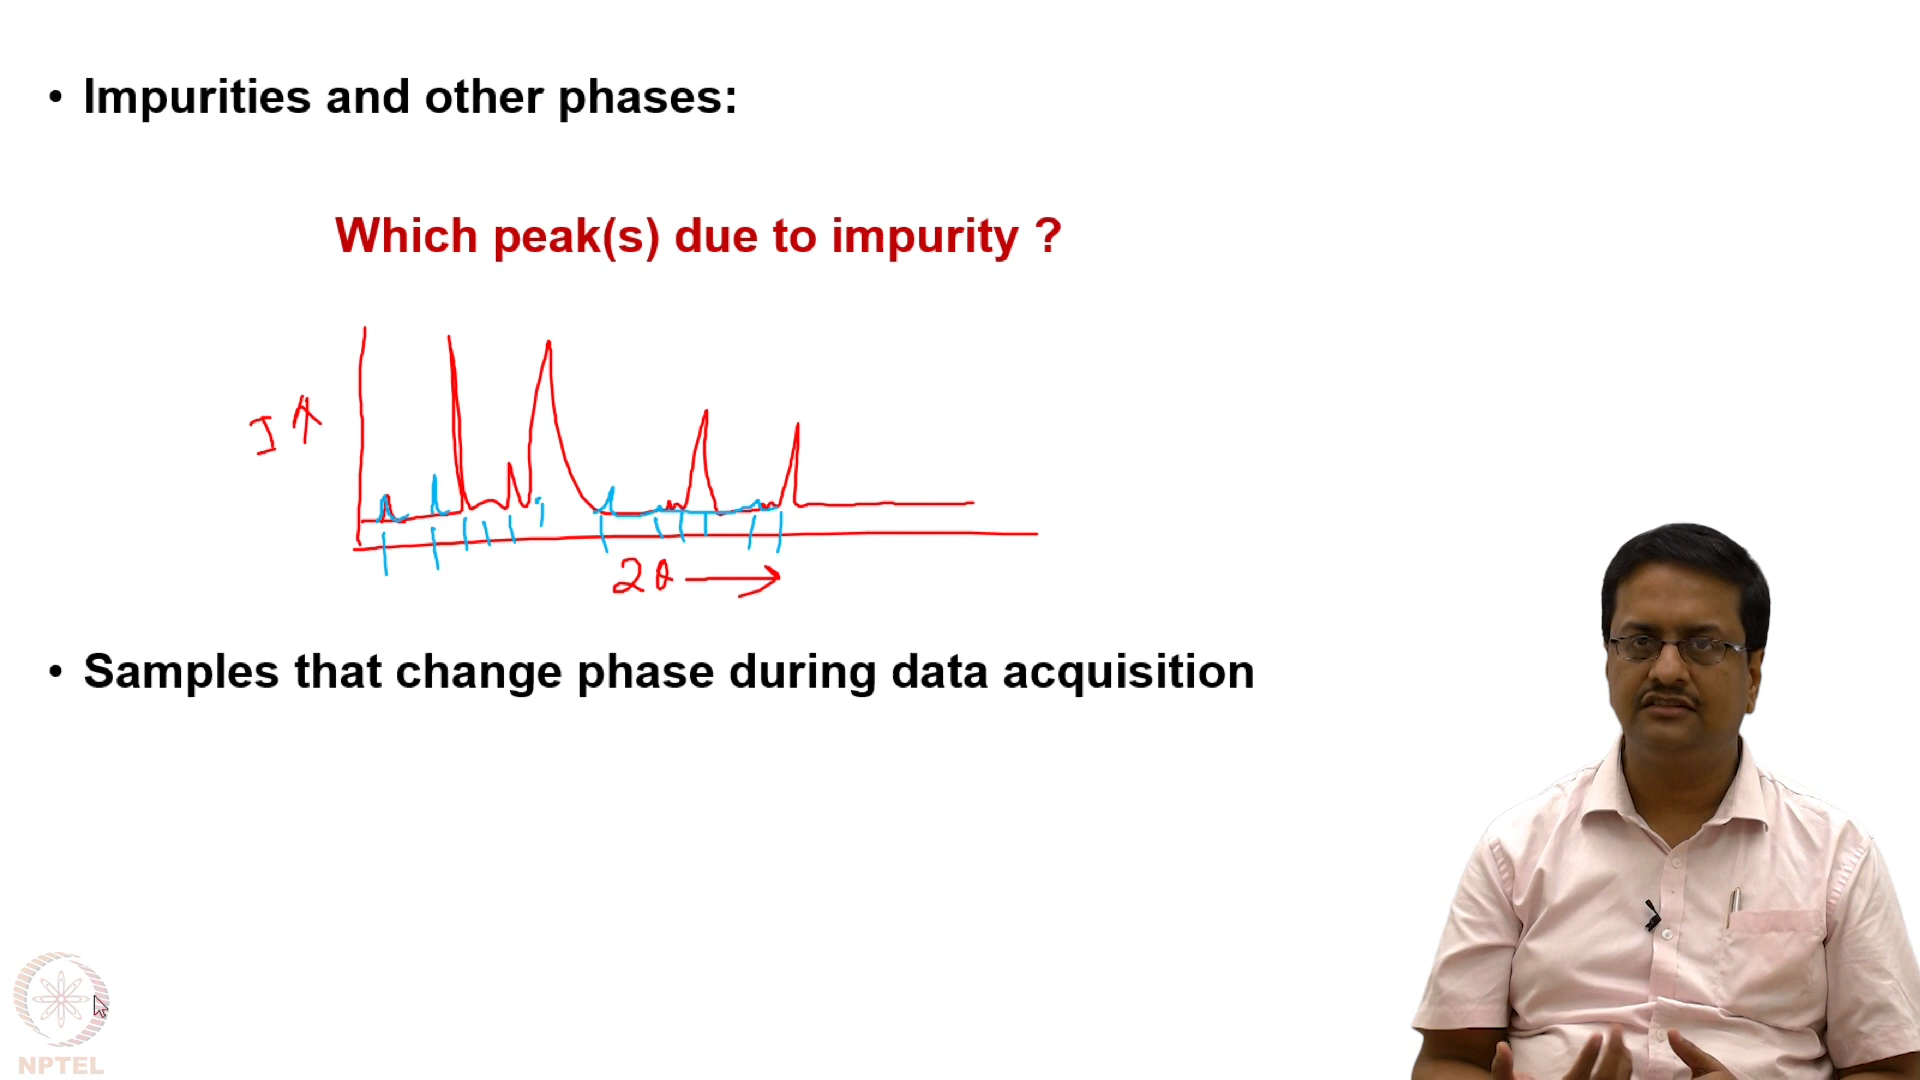 • Impurities and other phases:
Which peak(s) due to impurity ?
I
2θ
• Samples that change phase during data acquisition
NPTEL